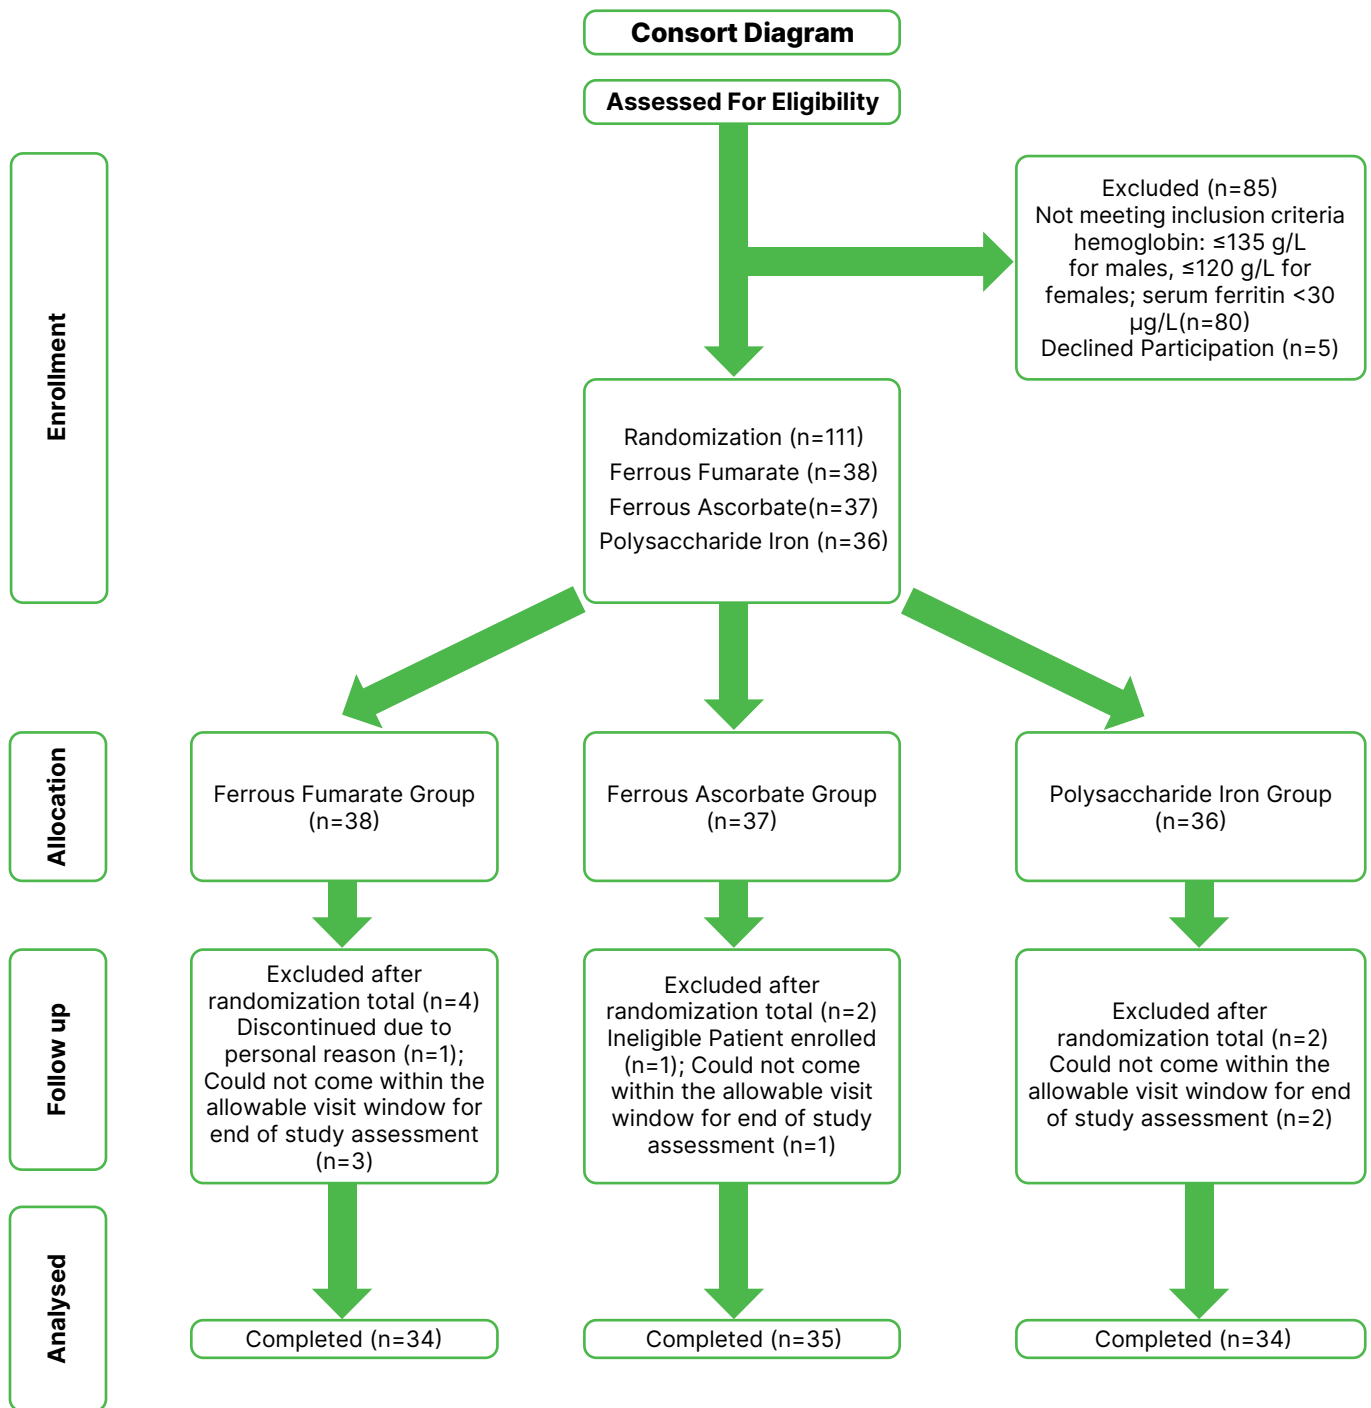 Consort Diagram
Assessed For Eligibility
Enrollment
Excluded (n=85)
Not meeting inclusion criteria
hemoglobin: ≤135 g/L
for males, ≤120 g/L for
females; serum ferritin <30
µg/L(n=80)
Declined Participation (n=5)
Randomization (n=111)
Ferrous Fumarate (n=38)
Ferrous Ascorbate(n=37)
Polysaccharide Iron (n=36)
Allocation
Ferrous Fumarate Group
(n=38)
Ferrous Ascorbate Group
(n=37)
Polysaccharide Iron Group
(n=36)
Follow up
Excluded after
randomization total (n=4)
Discontinued due to
personal reason (n=1);
Could not come within the
allowable visit window for
end of study assessment
(n=3)
Excluded after
randomization total (n=2)
Ineligible Patient enrolled
(n=1); Could not come
within the allowable visit
window for end of study
assessment (n=1)
Excluded after
randomization total (n=2)
Could not come within the
allowable visit window for end
of study assessment (n=2)
Analysed
Completed (n=34)
Completed (n=35)
Completed (n=34)